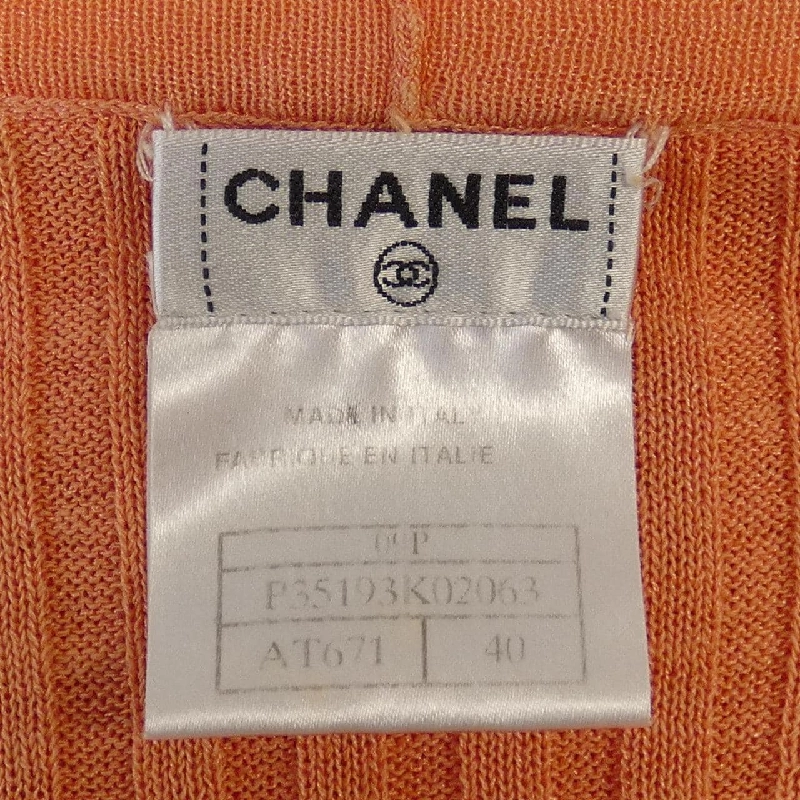 CHANEL
MADE IN ITALY
FABRIQUE EN ITALIE
P35193K02063
AT671 40